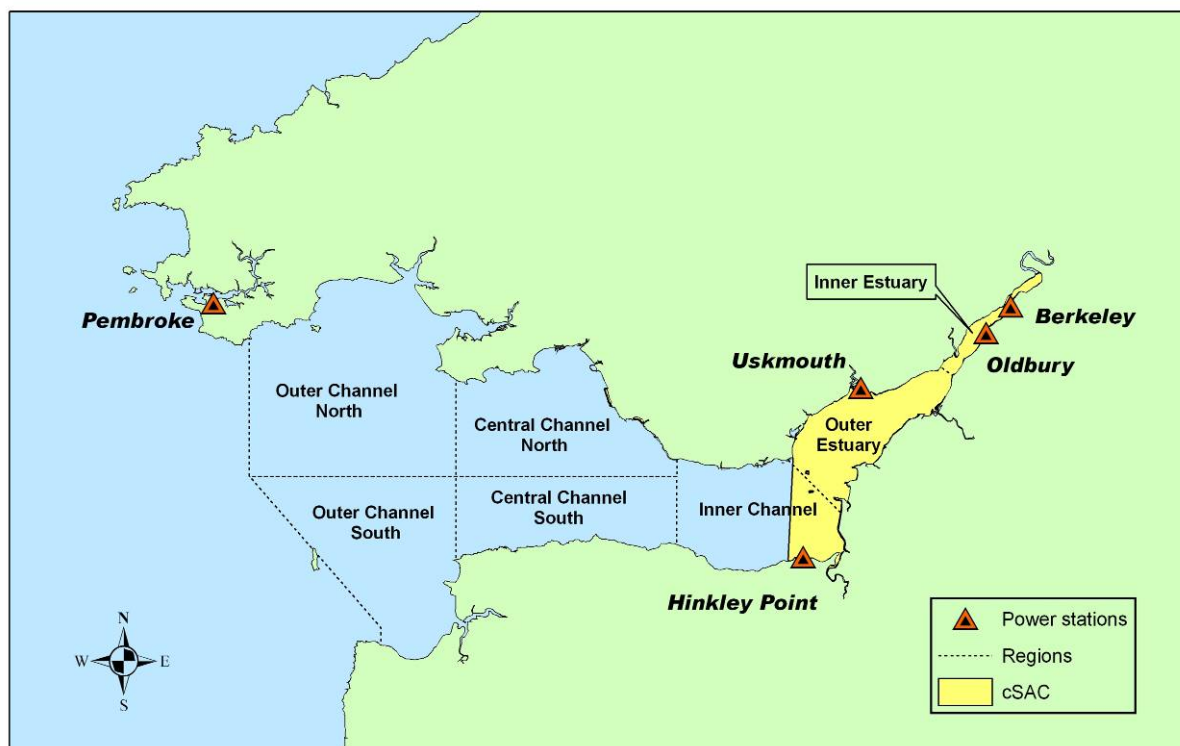 Inner Estuary
Pembroke
Berkeley
Oldbury
Uskmouth
Outer Channel
North
Central Channel
North
Outer
Estuary
Outer Channel
South
Central Channel
South
Inner Channel
Hinkley Point
N
W
E
S
Power stations
Regions
cSAC